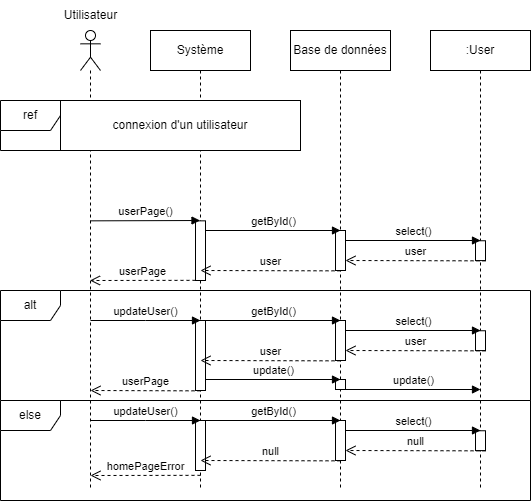 Utilisateur
Système
Base de données
:User
ref
connexion d'un utilisateur
userPage()
getById()
select()
user
user
userPage
alt
updateUser()
getById()
select()
user
user
update()
userPage
update()
else
updateUser()
getById()
select()
null
null
homePageError